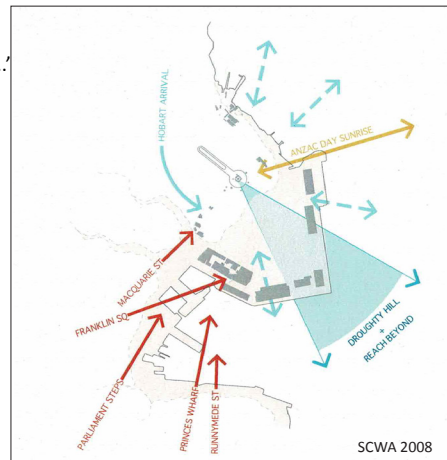 ..'
HOBART ARRIVAL
ANZAC DAY SUNRISE
MACQUARIE ST
FRANKLIN SQ
PARLIAMENT STEPS
PRINCES WHARF
RUNNYMEDE ST
DROUGHTY HILL
+
REACH BEYOND
SCWA 2008